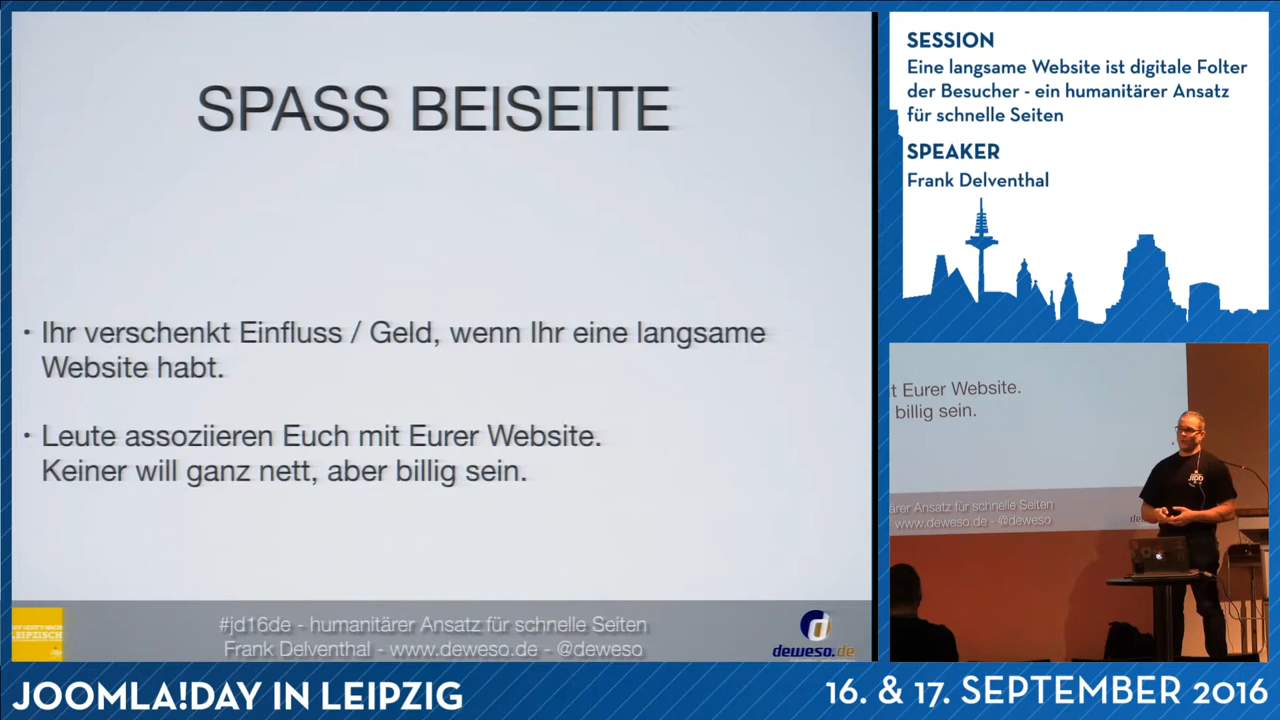 SPASS BEISEITE
• Ihr verschenkt Einfluss / Geld, wenn Ihr eine langsame
Website habt.
• Leute assoziieren Euch mit Eurer Website.
Keiner will ganz nett, aber billig sein.
LEIPZISCH
#jd16de - humanitärer Ansatz für schnelle Seiten
Frank Delventhal - www.deweso.de - @deweso
d
deweso.de
SESSION
Eine langsame Website ist digitale Folter
der Besucher - ein humanitärer Ansatz
für schnelle Seiten
SPEAKER
Frank Delventhal
t Eurer Website.
billig sein.
ärer Ansatz für schnelle Seiten
www.deweso.de - @deweso
JOOMLA!DAY IN LEIPZIG
16. & 17. SEPTEMBER 2016